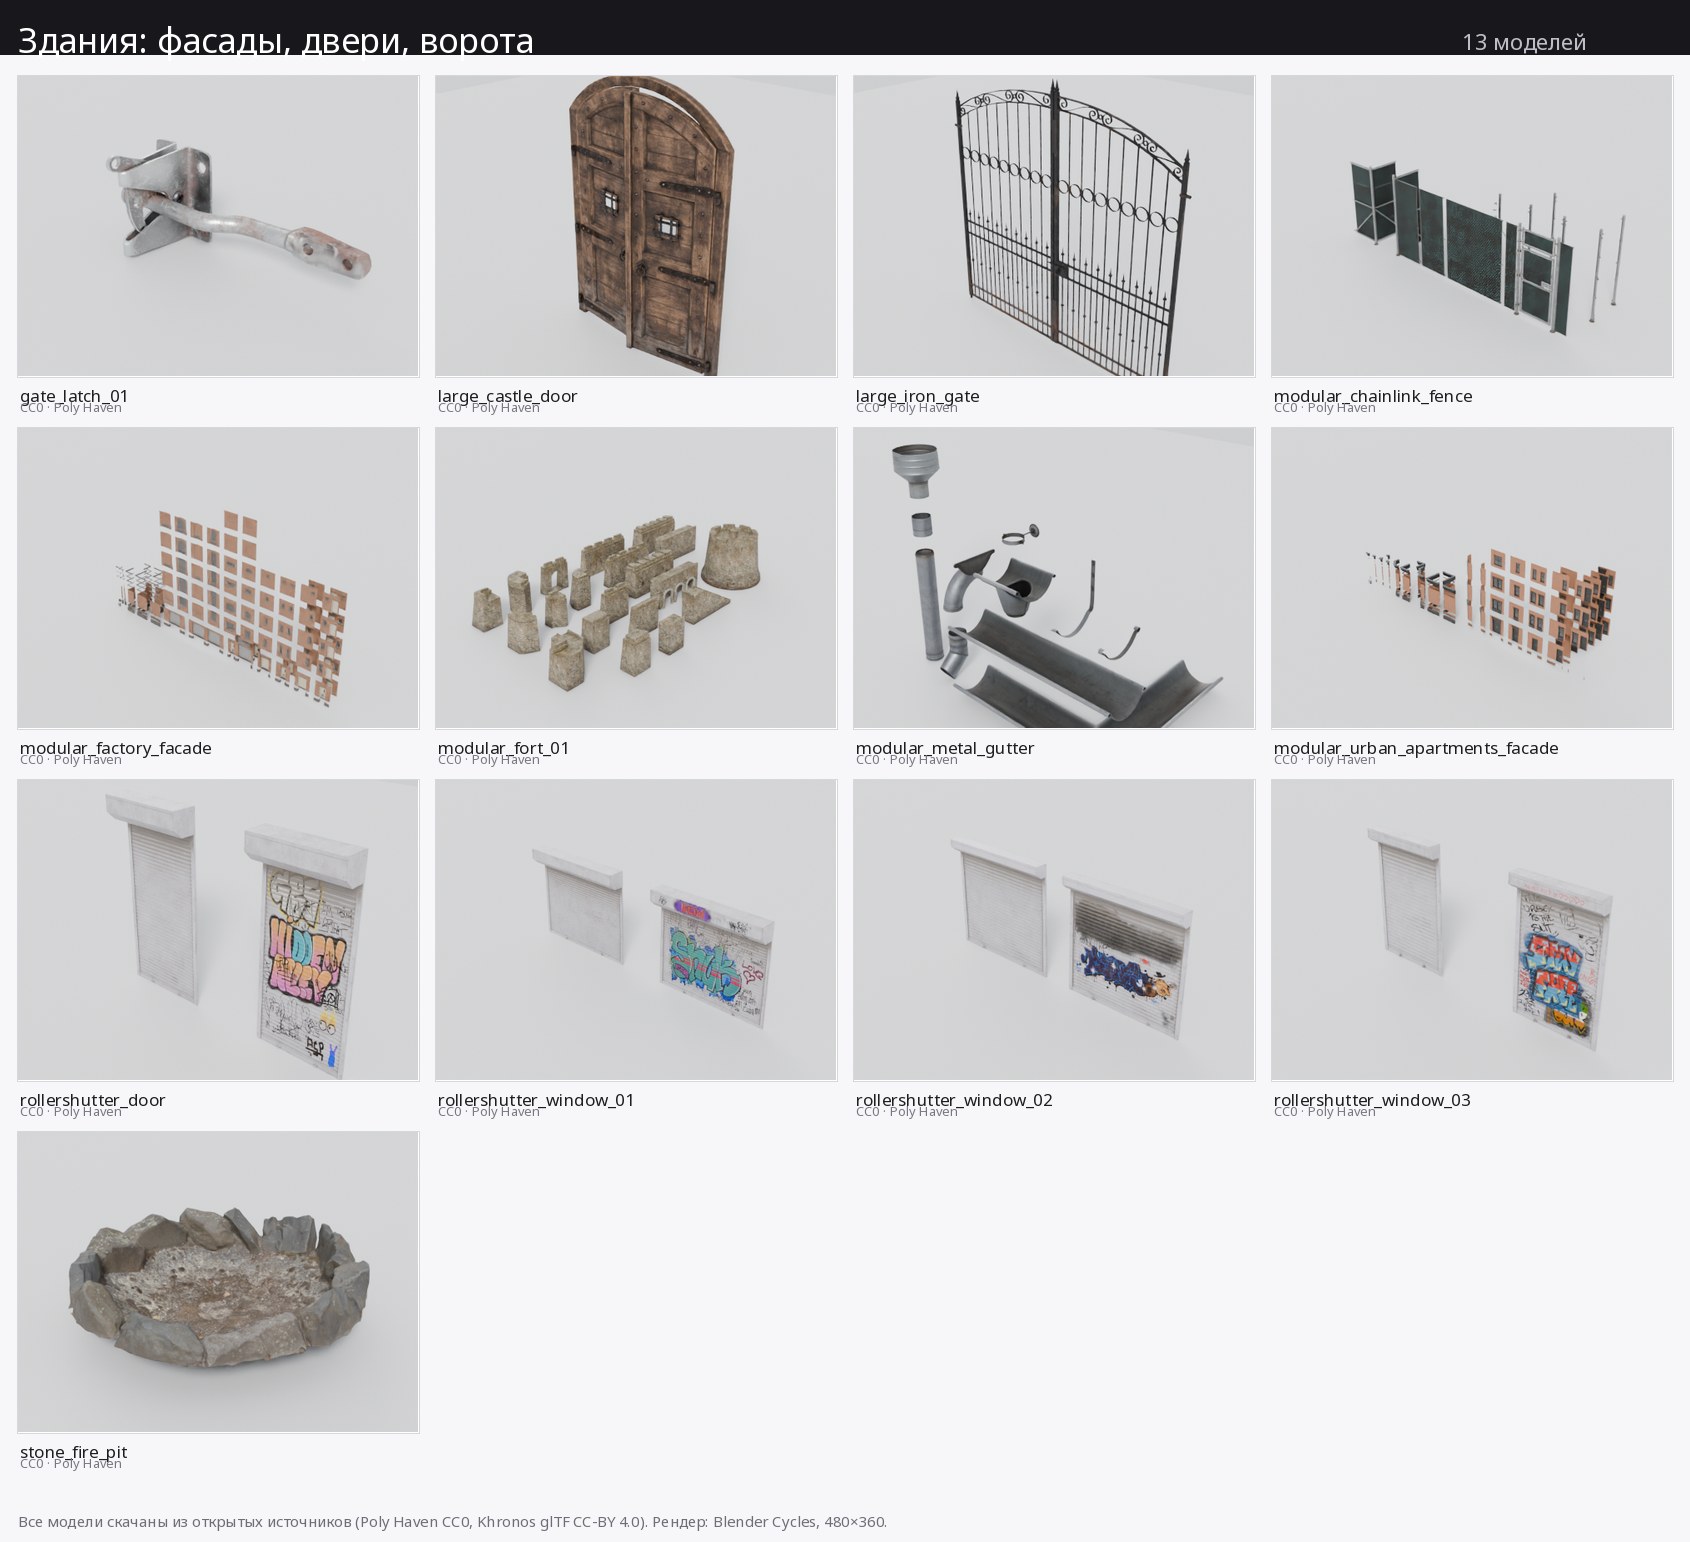 Здания: фасады, двери, ворота
13 моделей
gate_latch_01
CC0 · Poly Haven
large_castle_door
CC0 · Poly Haven
large_iron_gate
CC0 · Poly Haven
modular_chainlink_fence
CC0 · Poly Haven
modular_factory_facade
CC0 · Poly Haven
modular_fort_01
CC0 · Poly Haven
modular_metal_gutter
CC0 · Poly Haven
modular_urban_apartments_facade
CC0 · Poly Haven
rollershutter_door
CC0 · Poly Haven
rollershutter_window_01
CC0 · Poly Haven
rollershutter_window_02
CC0 · Poly Haven
rollershutter_window_03
CC0 · Poly Haven
stone_fire_pit
CC0 · Poly Haven
Все модели скачаны из открытых источников (Poly Haven CC0, Khronos glTF CC-BY 4.0). Рендер: Blender Cycles, 480×360.